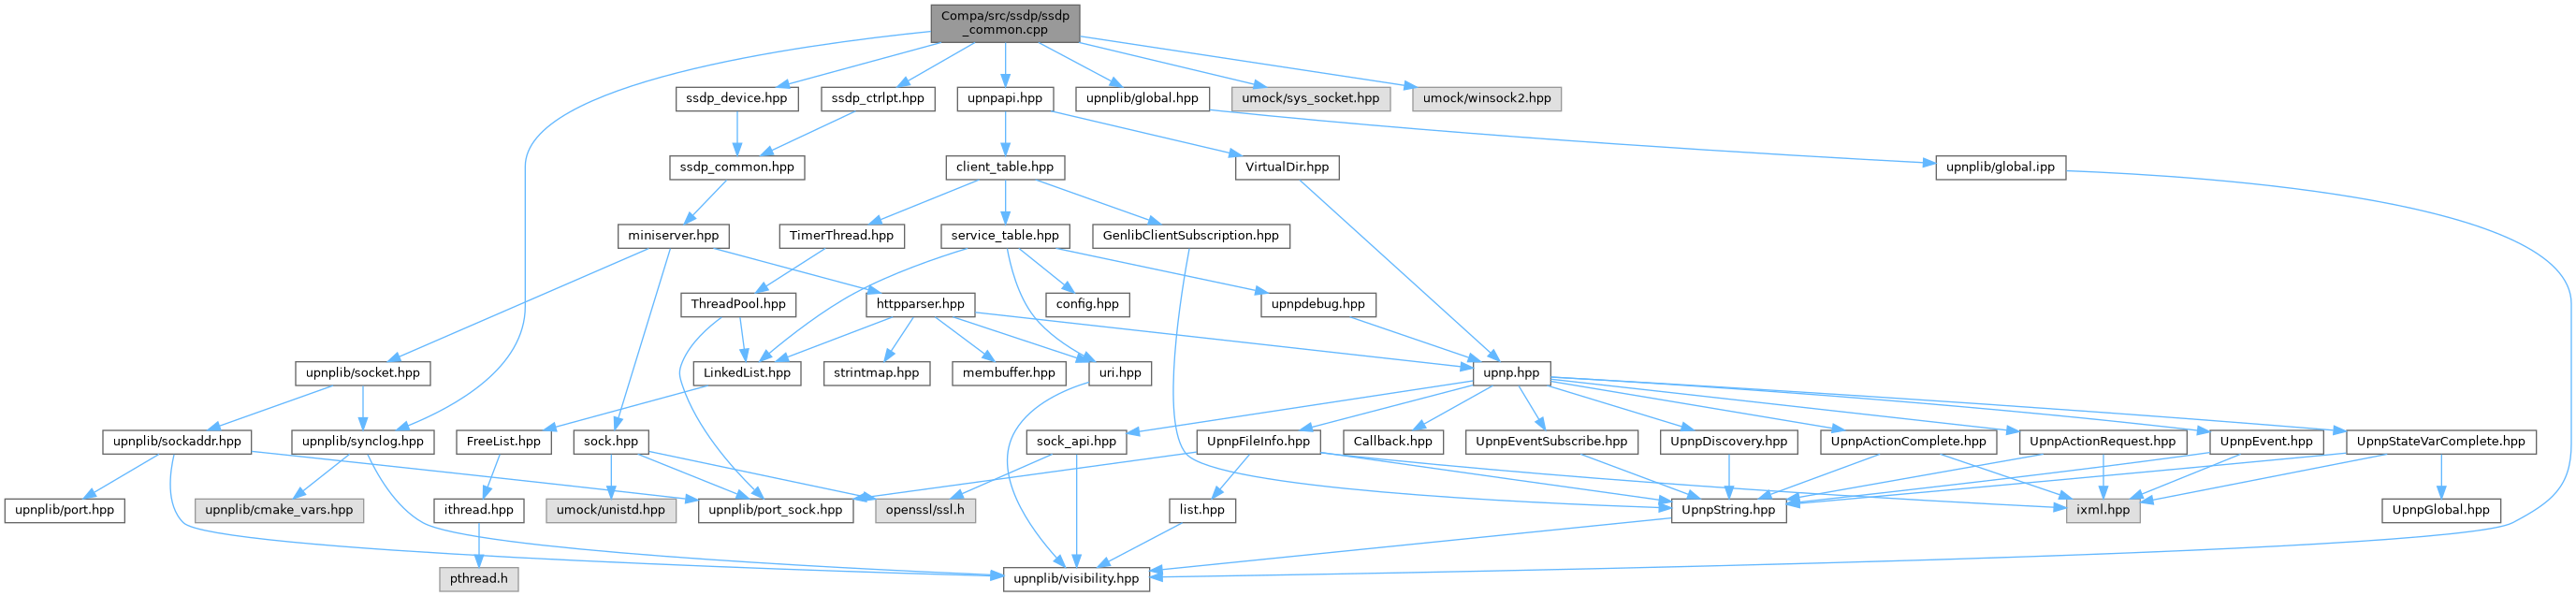 Compa/src/ssdp/ssdp
_common.cpp
ssdp_device.hpp
ssdp_ctrlpt.hpp
upnpapi.hpp
upnplib/global.hpp
umock/sys_socket.hpp
umock/winsock2.hpp
ssdp_common.hpp
client_table.hpp
VirtualDir.hpp
upnplib/global.ipp
miniserver.hpp
TimerThread.hpp
service_table.hpp
GenlibClientSubscription.hpp
ThreadPool.hpp
httpparser.hpp
config.hpp
upnpdebug.hpp
upnplib/socket.hpp
LinkedList.hpp
strintmap.hpp
membuffer.hpp
uri.hpp
upnp.hpp
upnplib/sockaddr.hpp
upnplib/synclog.hpp
FreeList.hpp
sock.hpp
sock_api.hpp
UpnpFileInfo.hpp
Callback.hpp
UpnpEventSubscribe.hpp
UpnpDiscovery.hpp
UpnpActionComplete.hpp
UpnpActionRequest.hpp
UpnpEvent.hpp
UpnpStateVarComplete.hpp
upnplib/port.hpp
upnplib/cmake_vars.hpp
ithread.hpp
umock/unistd.hpp
upnplib/port_sock.hpp
openssl/ssl.h
list.hpp
UpnpString.hpp
ixml.hpp
UpnpGlobal.hpp
pthread.h
upnplib/visibility.hpp